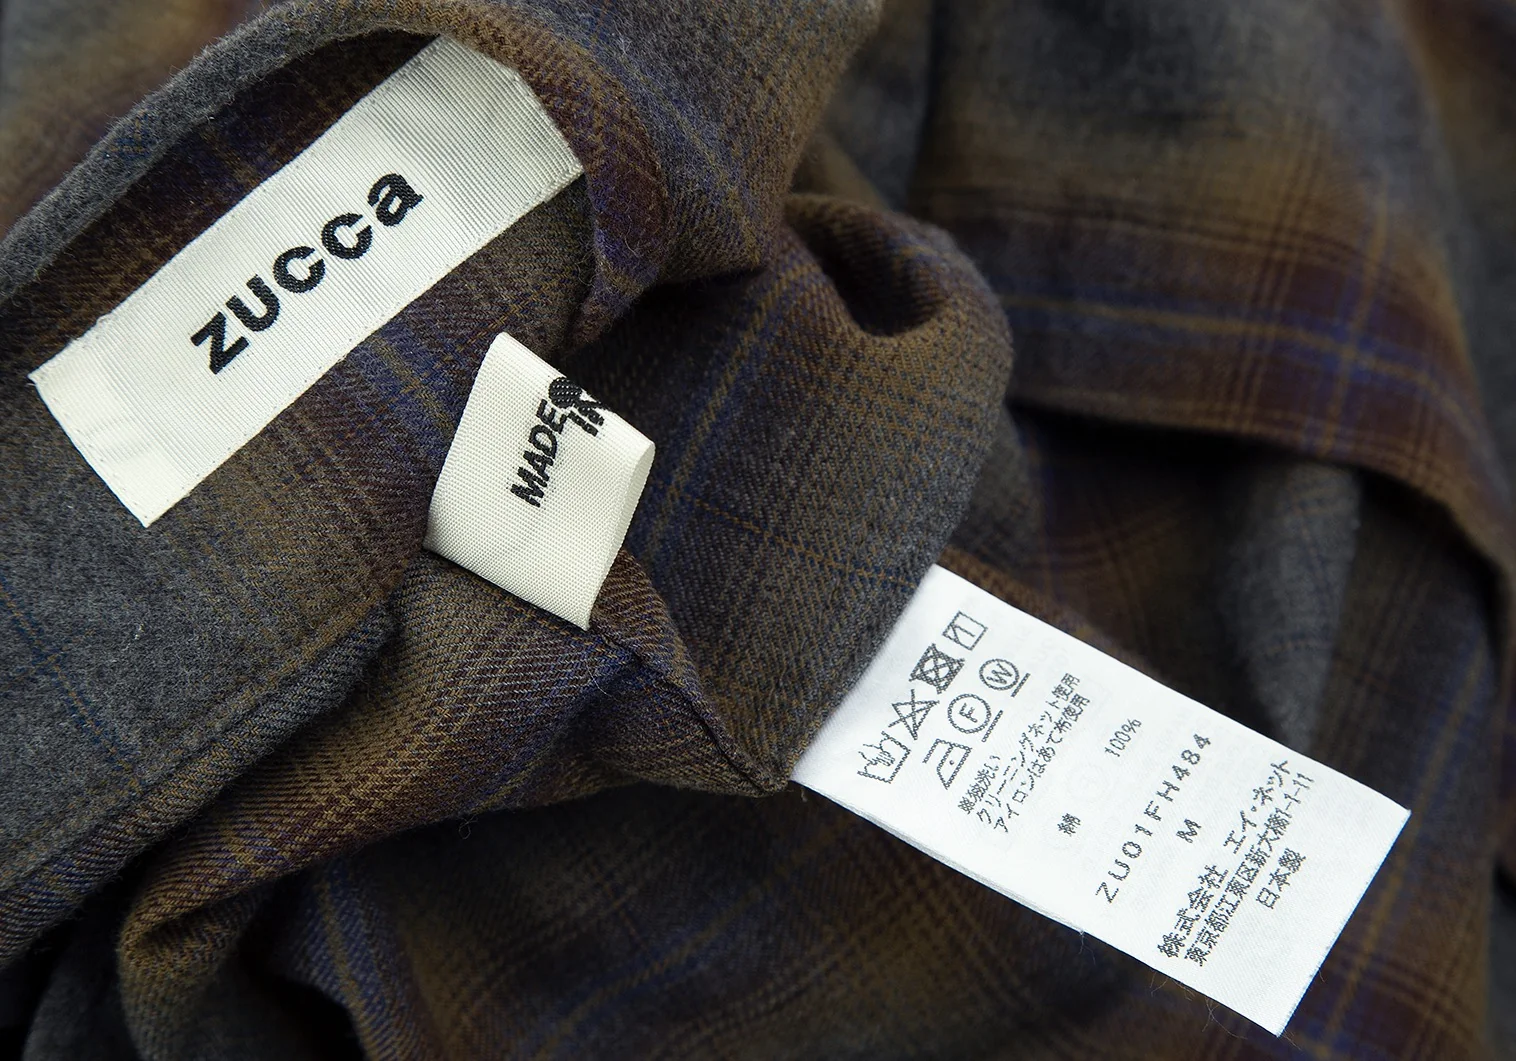 zucca
MADE
IN
F
W
※単独洗い
クリーニングネット使用
アイロンはあて布使用
綿 100%
ZU01FH484
M
株式会社 エイ・ネット
東京都江東区新大橋1-1-11
日本製